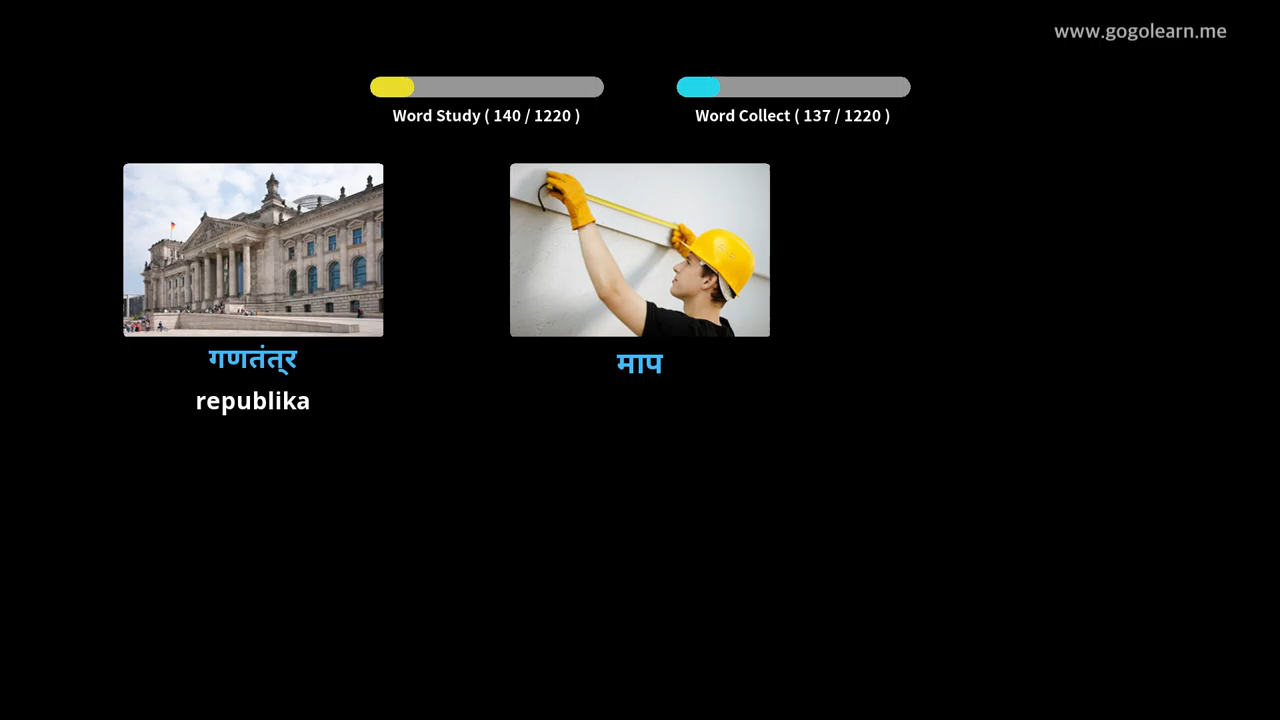 www.gogolearn.me
Word Study ( 140 / 1220 )
Word Collect ( 137 / 1220 )
गणतंत्र
माप
republika